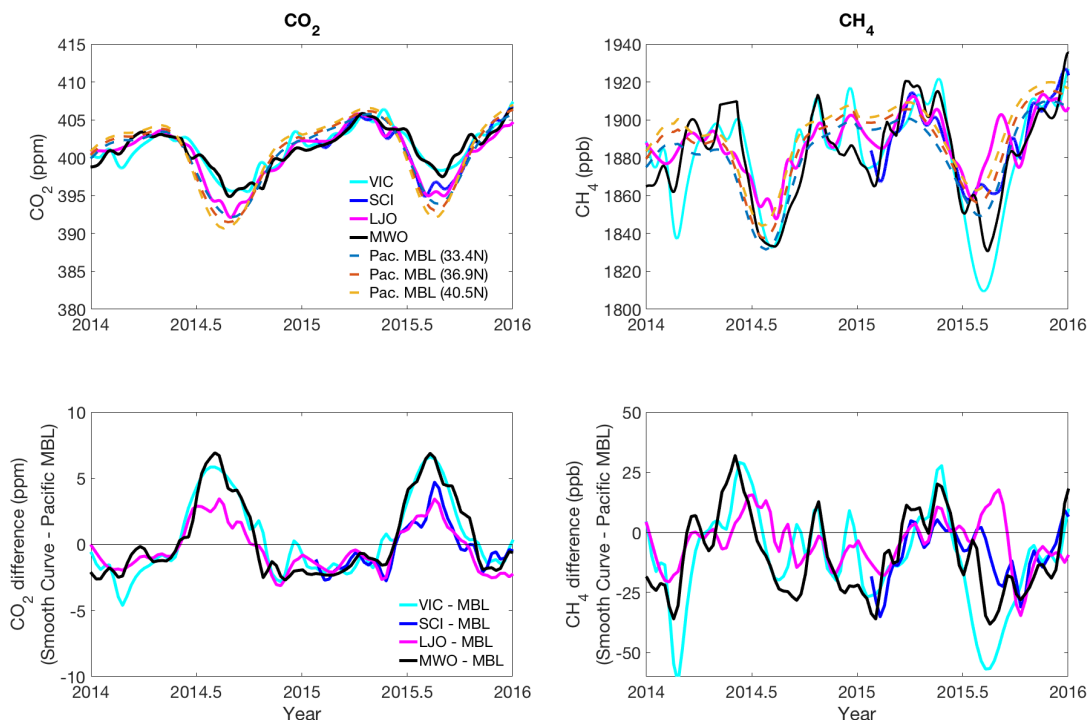 CO2
CO2 (ppm)
415
410
405
400
395
390
385
380
2014
2014.5
2015
2015.5
2016
VIC
SCI
LJO
MWO
Pac. MBL (33.4N)
Pac. MBL (36.9N)
Pac. MBL (40.5N)
CH4
CH4 (ppb)
1940
1920
1900
1880
1860
1840
1820
1800
2014
2014.5
2015
2015.5
2016
CO2 difference (ppm)
(Smooth Curve - Pacific MBL)
10
5
0
-5
-10
2014
2014.5
2015
2015.5
2016
Year
VIC - MBL
SCI - MBL
LJO - MBL
MWO - MBL
CH4 difference (ppb)
(Smooth Curve - Pacific MBL)
50
25
0
-25
-50
2014
2014.5
2015
2015.5
2016
Year